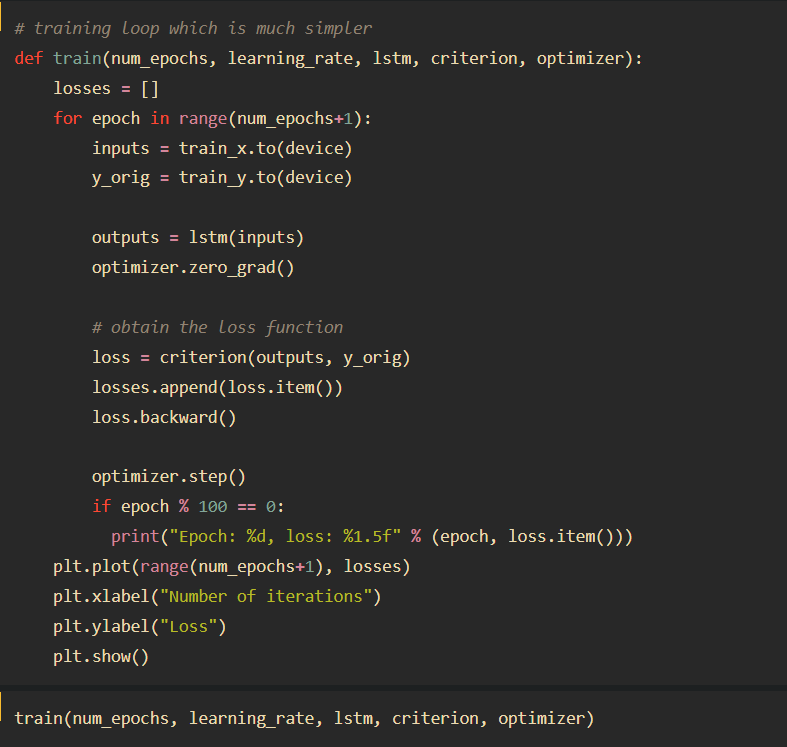 # training loop which is much simpler
def train(num_epochs, learning_rate, lstm, criterion, optimizer):
    losses = []
    for epoch in range(num_epochs+1):
        inputs = train_x.to(device)
        y_orig = train_y.to(device)

        outputs = lstm(inputs)
        optimizer.zero_grad()

        # obtain the loss function
        loss = criterion(outputs, y_orig)
        losses.append(loss.item())
        loss.backward()

        optimizer.step()
        if epoch % 100 == 0:
          print("Epoch: %d, loss: %1.5f" % (epoch, loss.item()))
    plt.plot(range(num_epochs+1), losses)
    plt.xlabel("Number of iterations")
    plt.ylabel("Loss")
    plt.show()
train(num_epochs, learning_rate, lstm, criterion, optimizer)